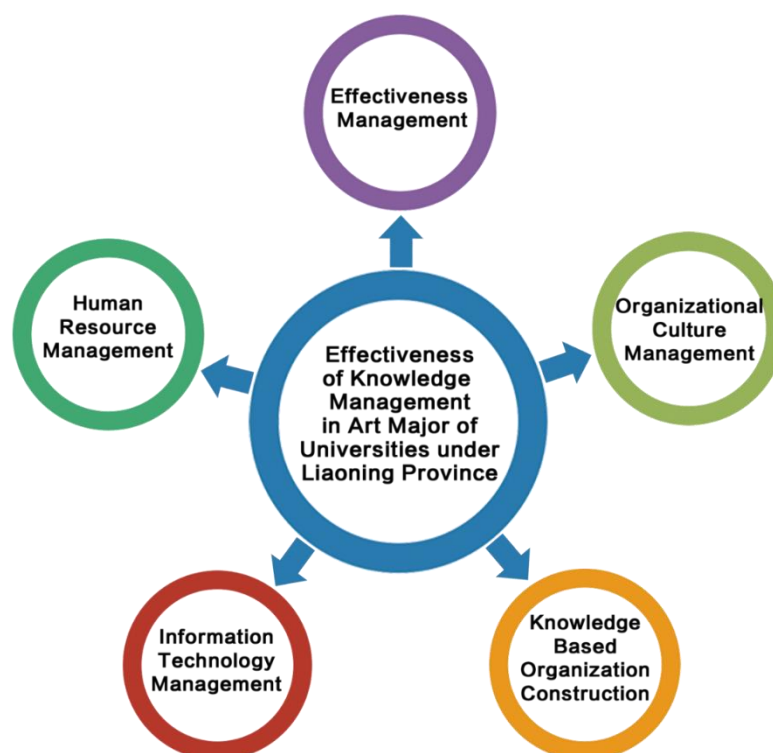 Effectiveness
Management
Human
Resource
Management
Organizational
Culture
Management
Effectiveness
of Knowledge
Management
in Art Major of
Universities under
Liaoning Province
Information
Technology
Management
Knowledge
Based
Organization
Construction